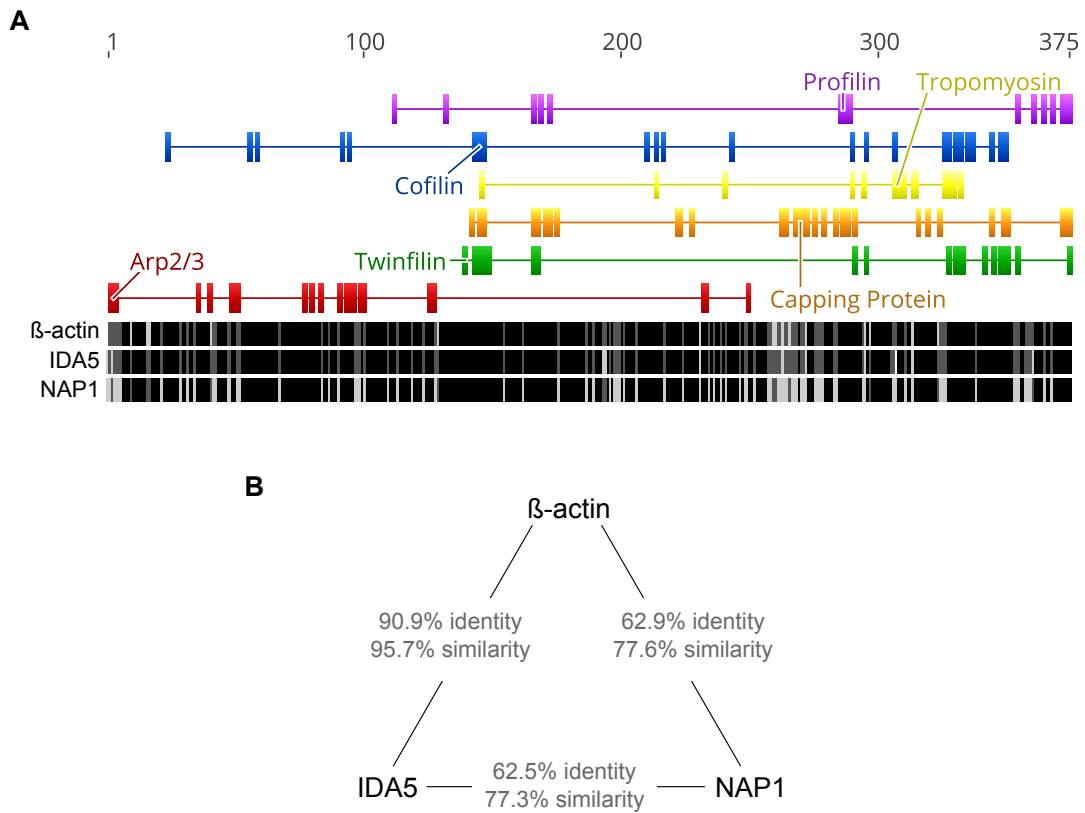 A
1 100 200 300 375
Profilin Tropomyosin
Cofilin
Arp2/3 Twinfilin
Capping Protein
ß-actin
IDA5
NAP1
B
ß-actin
90.9% identity 62.9% identity
95.7% similarity 77.6% similarity
62.5% identity
IDA5 NAP1
77.3% similarity